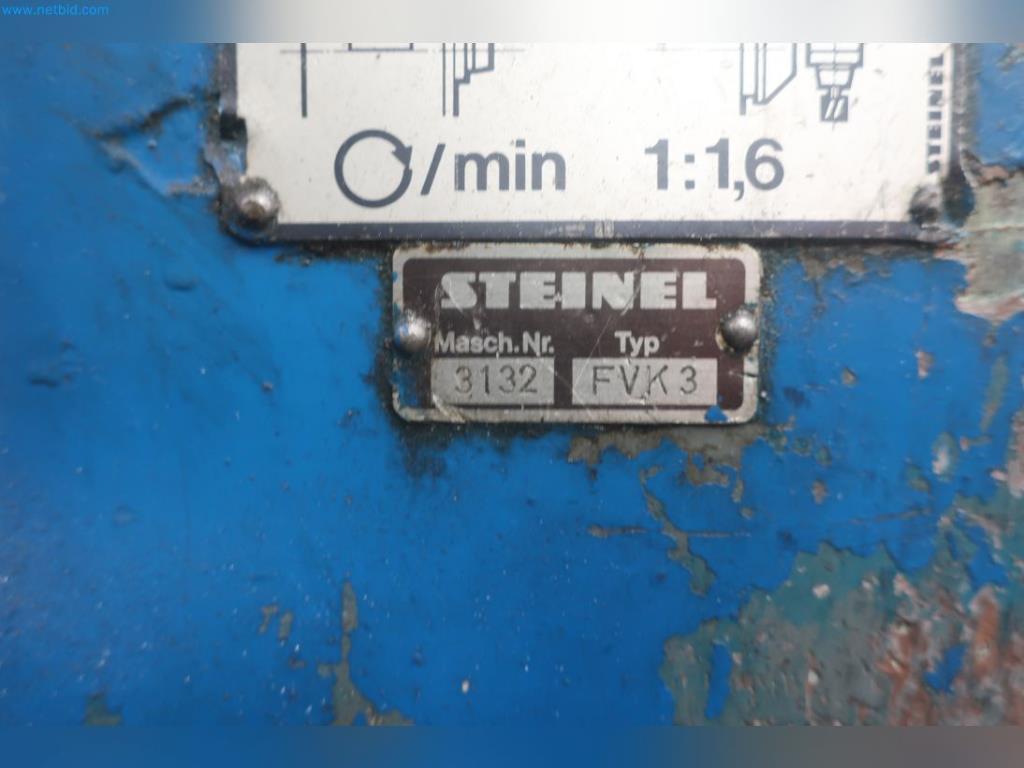 www.netbid.com
STEINEL
/min 1:1,6
STEINEL
Masch.Nr. Typ
3132 FVK3